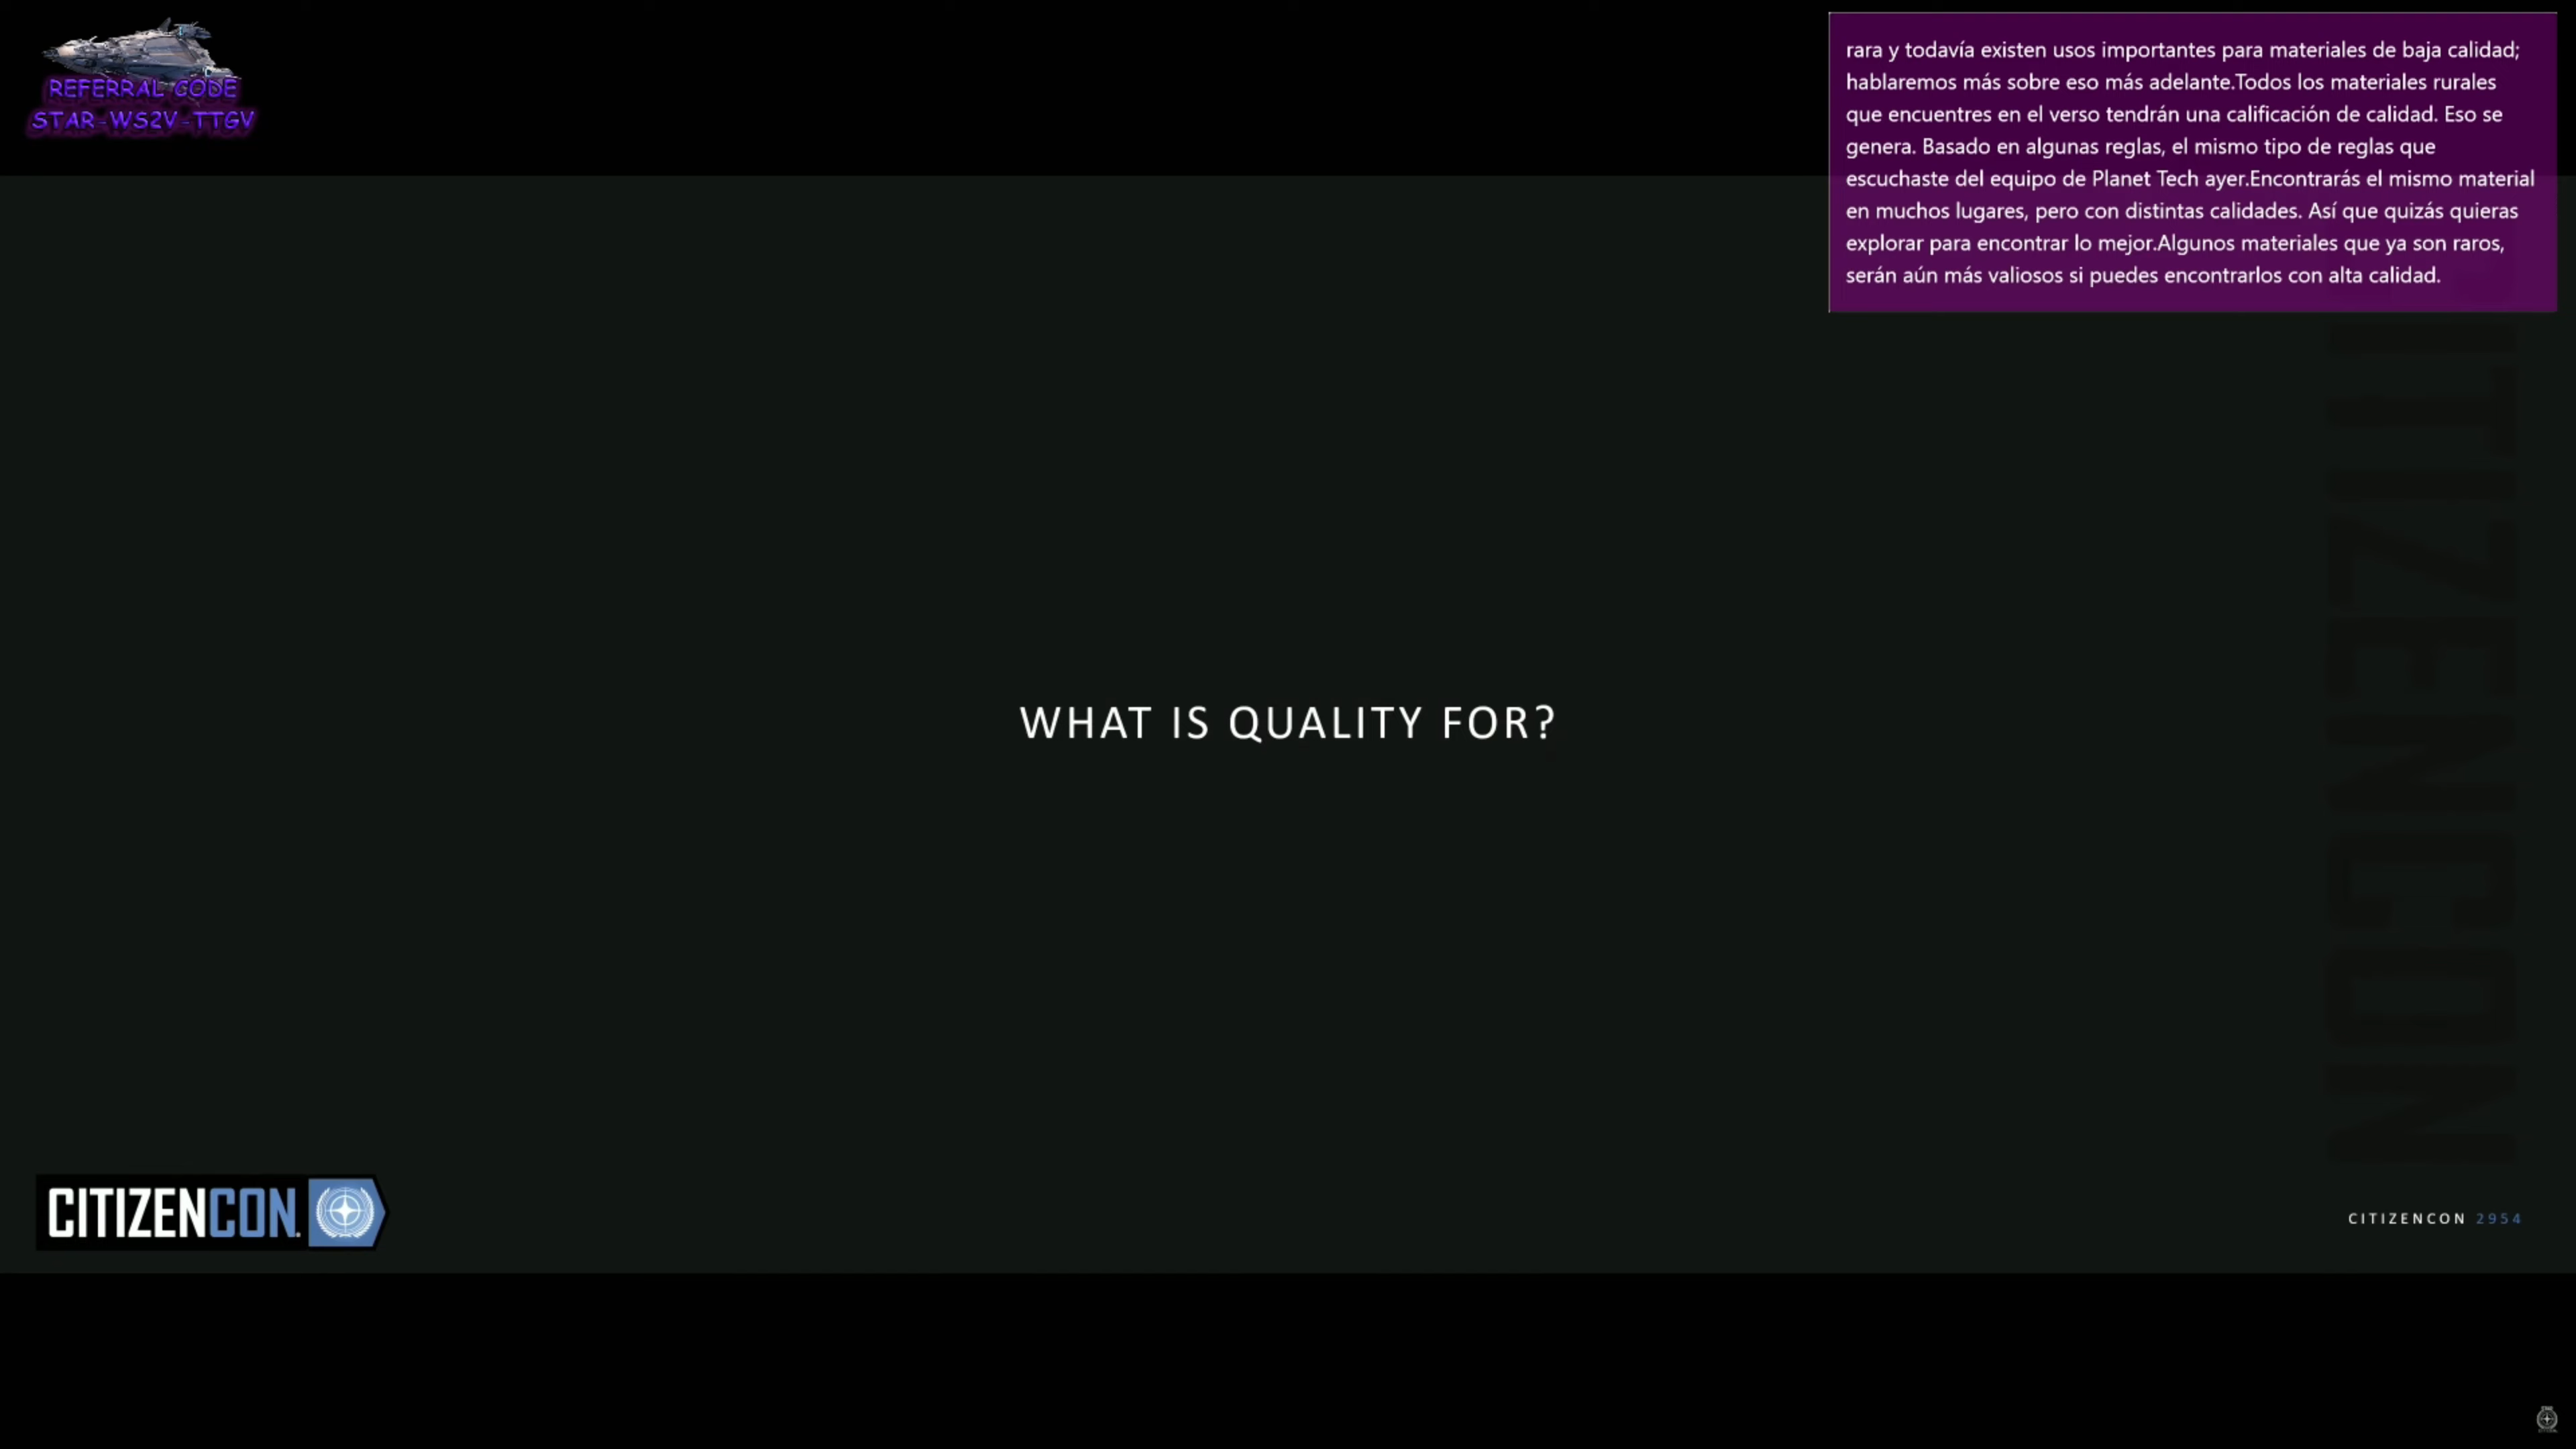 REFERRAL CODE
STAR-WS2V-TTGV
rara y todavía existen usos importantes para materiales de baja calidad;
hablaremos más sobre eso más adelante.Todos los materiales rurales
que encuentres en el verso tendrán una calificación de calidad. Eso se
genera. Basado en algunas reglas, el mismo tipo de reglas que
escuchaste del equipo de Planet Tech ayer.Encontrarás el mismo material
en muchos lugares, pero con distintas calidades. Así que quizás quieras
explorar para encontrar lo mejor.Algunos materiales que ya son raros,
serán aún más valiosos si puedes encontrarlos con alta calidad.
CITIZENCON
WHAT IS QUALITY FOR?
CITIZENCON.
CITIZENCON 2954